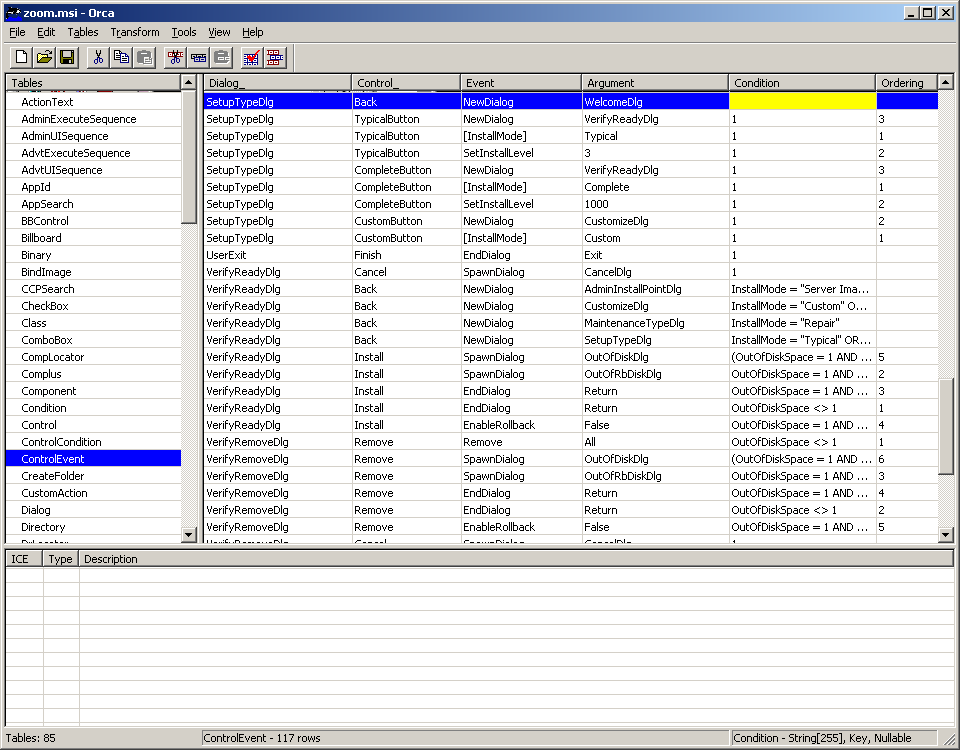 zoom.msi - Orca
File Edit Tables Transform Tools View Help
Tables Dialog_ Control_ Event Argument Condition Ordering
ActionText SetupTypeDlg Back NewDialog WelcomeDlg
AdminExecuteSequence SetupTypeDlg TypicalButton NewDialog VerifyReadyDlg 1 3
AdminUISequence SetupTypeDlg TypicalButton [InstallMode] Typical 1 1
AdvtExecuteSequence SetupTypeDlg TypicalButton SetInstallLevel 3 1 2
AdvtUISequence SetupTypeDlg CompleteButton NewDialog VerifyReadyDlg 1 3
AppId SetupTypeDlg CompleteButton [InstallMode] Complete 1 1
AppSearch SetupTypeDlg CompleteButton SetInstallLevel 1000 1 2
BBControl SetupTypeDlg CustomButton NewDialog CustomizeDlg 1 2
Billboard SetupTypeDlg CustomButton [InstallMode] Custom 1 1
Binary UserExit Finish EndDialog Exit 1
BindImage VerifyReadyDlg Cancel SpawnDialog CancelDlg 1
CCPSearch VerifyReadyDlg Back NewDialog AdminInstallPointDlg InstallMode = "Server Ima...
CheckBox VerifyReadyDlg Back NewDialog CustomizeDlg InstallMode = "Custom" O...
Class VerifyReadyDlg Back NewDialog MaintenanceTypeDlg InstallMode = "Repair"
ComboBox VerifyReadyDlg Back NewDialog SetupTypeDlg InstallMode = "Typical" OR...
CompLocator VerifyReadyDlg Install SpawnDialog OutOfDiskDlg (OutOfDiskSpace = 1 AND ... 5
Complus VerifyReadyDlg Install SpawnDialog OutOfRbDiskDlg OutOfDiskSpace = 1 AND ... 2
Component VerifyReadyDlg Install EndDialog Return OutOfDiskSpace = 1 AND ... 3
Condition VerifyReadyDlg Install EndDialog Return OutOfDiskSpace <> 1 1
Control VerifyReadyDlg Install EnableRollback False OutOfDiskSpace = 1 AND ... 4
ControlCondition VerifyRemoveDlg Remove Remove All OutOfDiskSpace <> 1 1
ControlEvent VerifyRemoveDlg Remove SpawnDialog OutOfDiskDlg (OutOfDiskSpace = 1 AND ... 6
CreateFolder VerifyRemoveDlg Remove SpawnDialog OutOfRbDiskDlg OutOfDiskSpace = 1 AND ... 3
CustomAction VerifyRemoveDlg Remove EndDialog Return OutOfDiskSpace = 1 AND ... 4
Dialog VerifyRemoveDlg Remove EndDialog Return OutOfDiskSpace <> 1 2
Directory VerifyRemoveDlg Remove EnableRollback False OutOfDiskSpace = 1 AND ... 5
DrLocator VerifyRemoveDlg Cancel SpawnDialog CancelDlg 1
ICE Type Description
Tables: 85 ControlEvent - 117 rows Condition - String[255], Key, Nullable